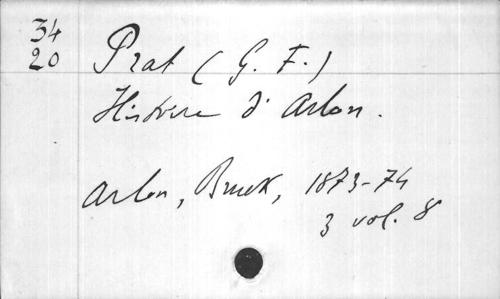 34
20
Prat (G. F.)
Histoire d'Arlon.
Arlon, Bruck, 1873-74
3 vol. 8